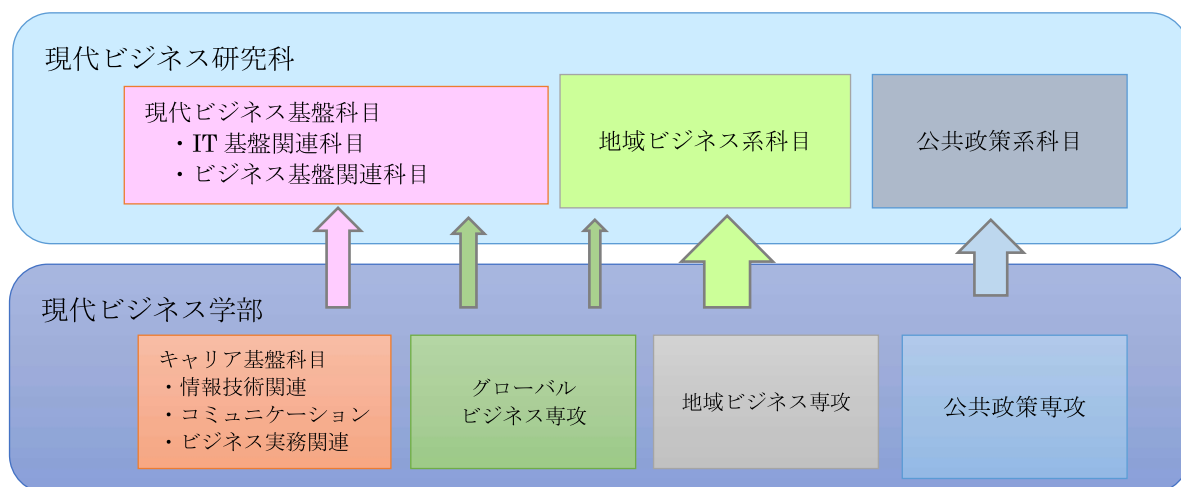 現代ビジネス研究科
現代ビジネス基盤科目
・IT 基盤関連科目
・ビジネス基盤関連科目
地域ビジネス系科目
公共政策系科目
現代ビジネス学部
キャリア基盤科目
・情報技術関連
・コミュニケーション
・ビジネス実務関連
グローバル
ビジネス専攻
地域ビジネス専攻
公共政策専攻